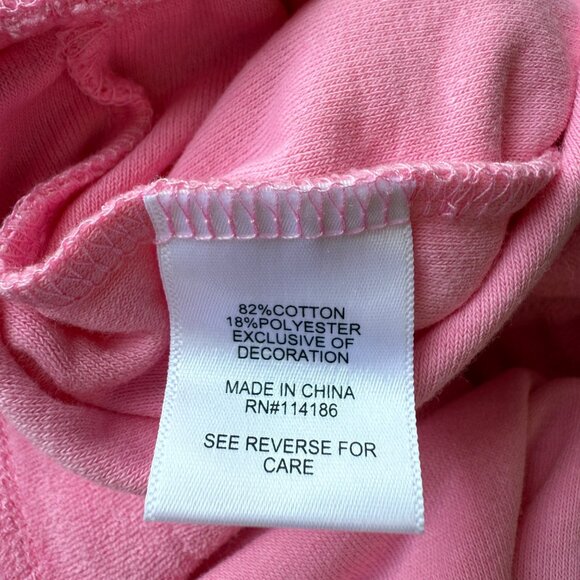 82%COTTON
18%POLYESTER
EXCLUSIVE OF
DECORATION
MADE IN CHINA
RN#114186
SEE REVERSE FOR
CARE